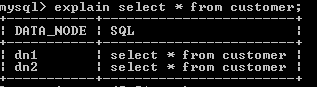 mysql> explain select * from customer;
+-----------+------------------------+
| DATA_NODE | SQL                    |
+-----------+------------------------+
| dn1       | select * from customer |
| dn2       | select * from customer |
+-----------+------------------------+